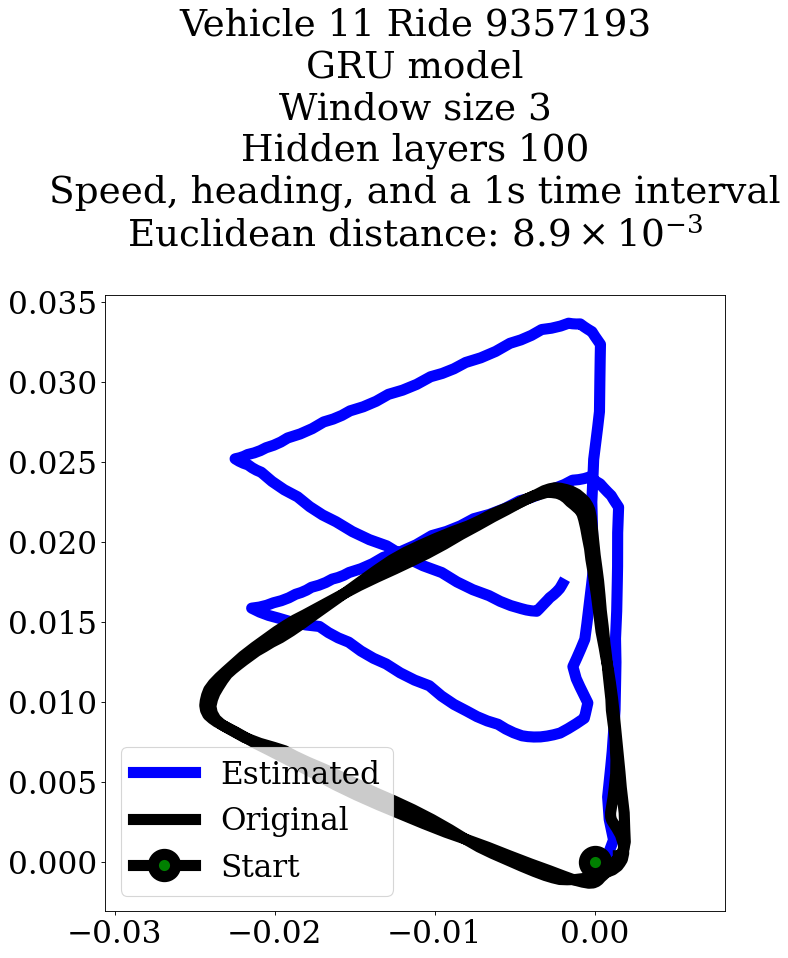 Vehicle 11 Ride 9357193
GRU model
Window size 3
Hidden layers 100
Speed, heading, and a 1s time interval
Euclidean distance: 8.9 × 10⁻³
0.035
0.030
0.025
0.020
0.015
0.010
0.005
0.000
Estimated
Original
Start
−0.03
−0.02
−0.01
0.00